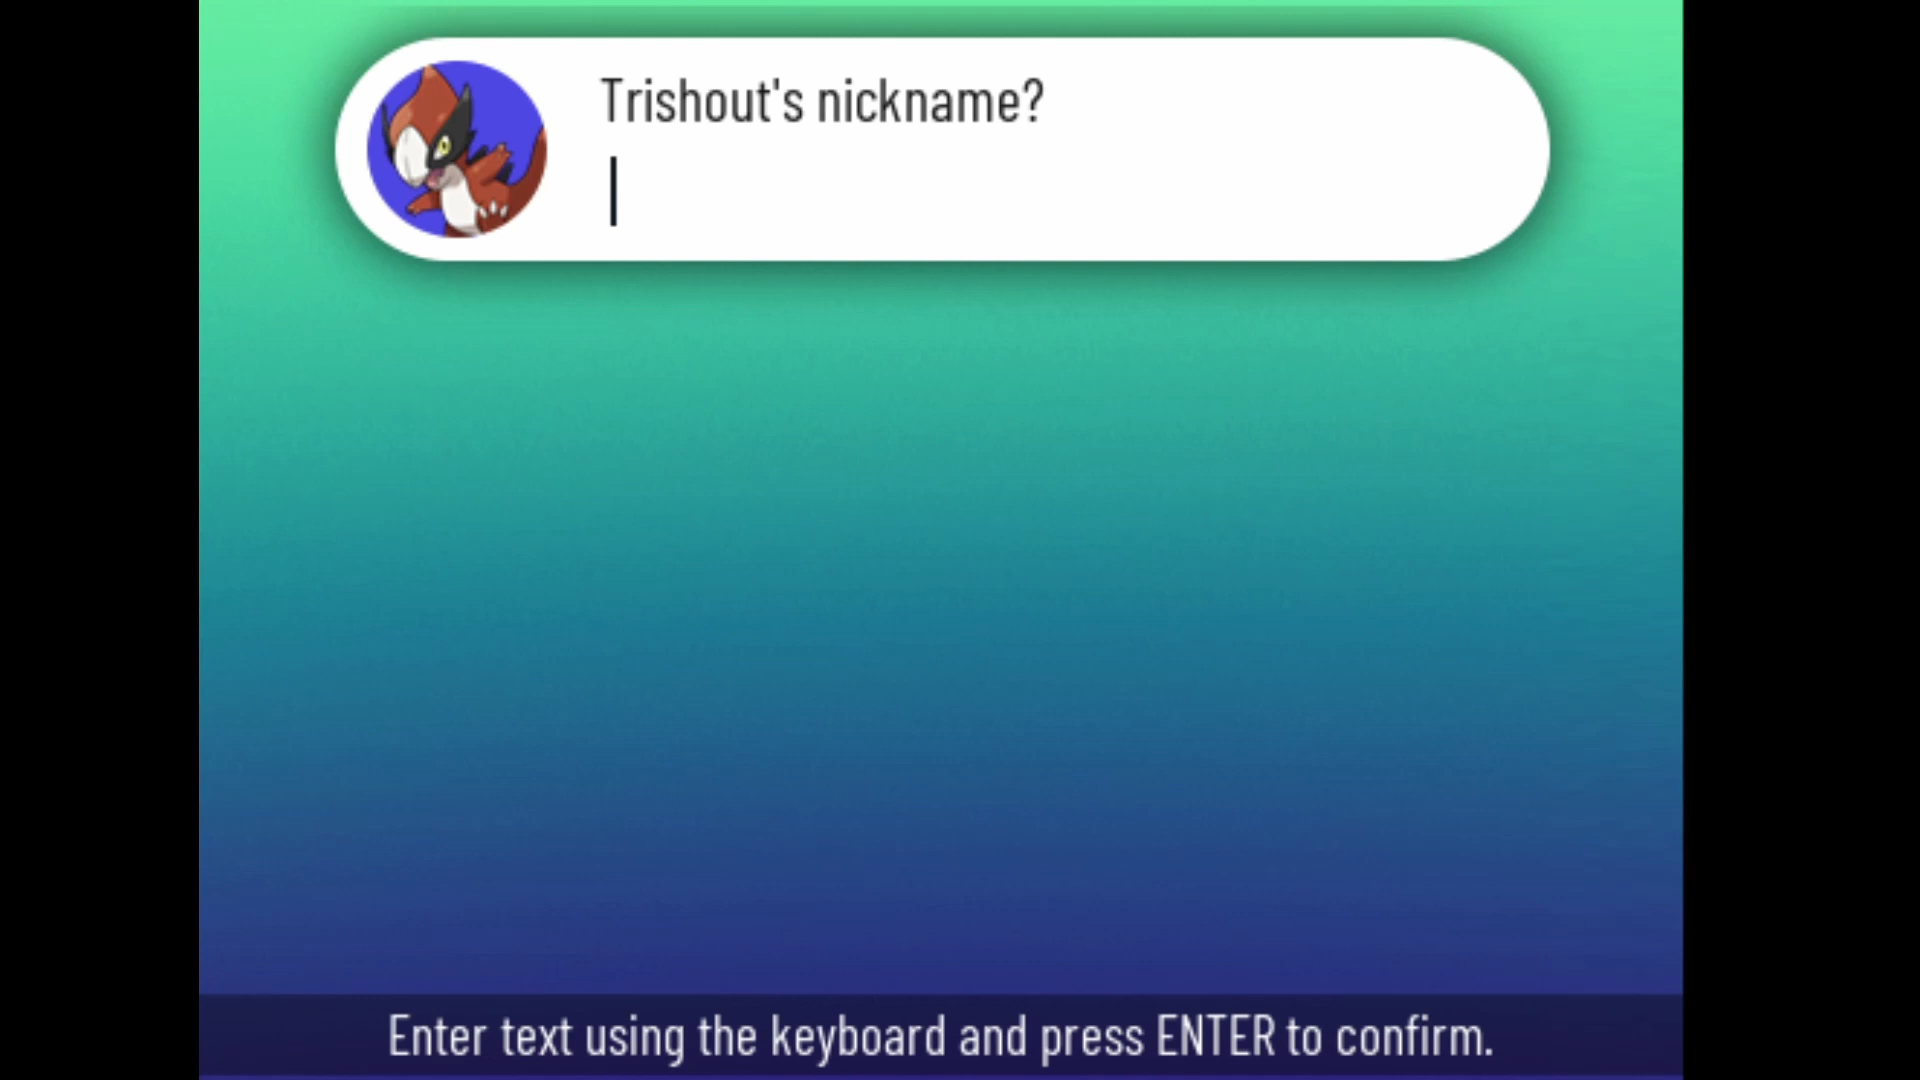 Trishout's nickname?
Enter text using the keyboard and press ENTER to confirm.